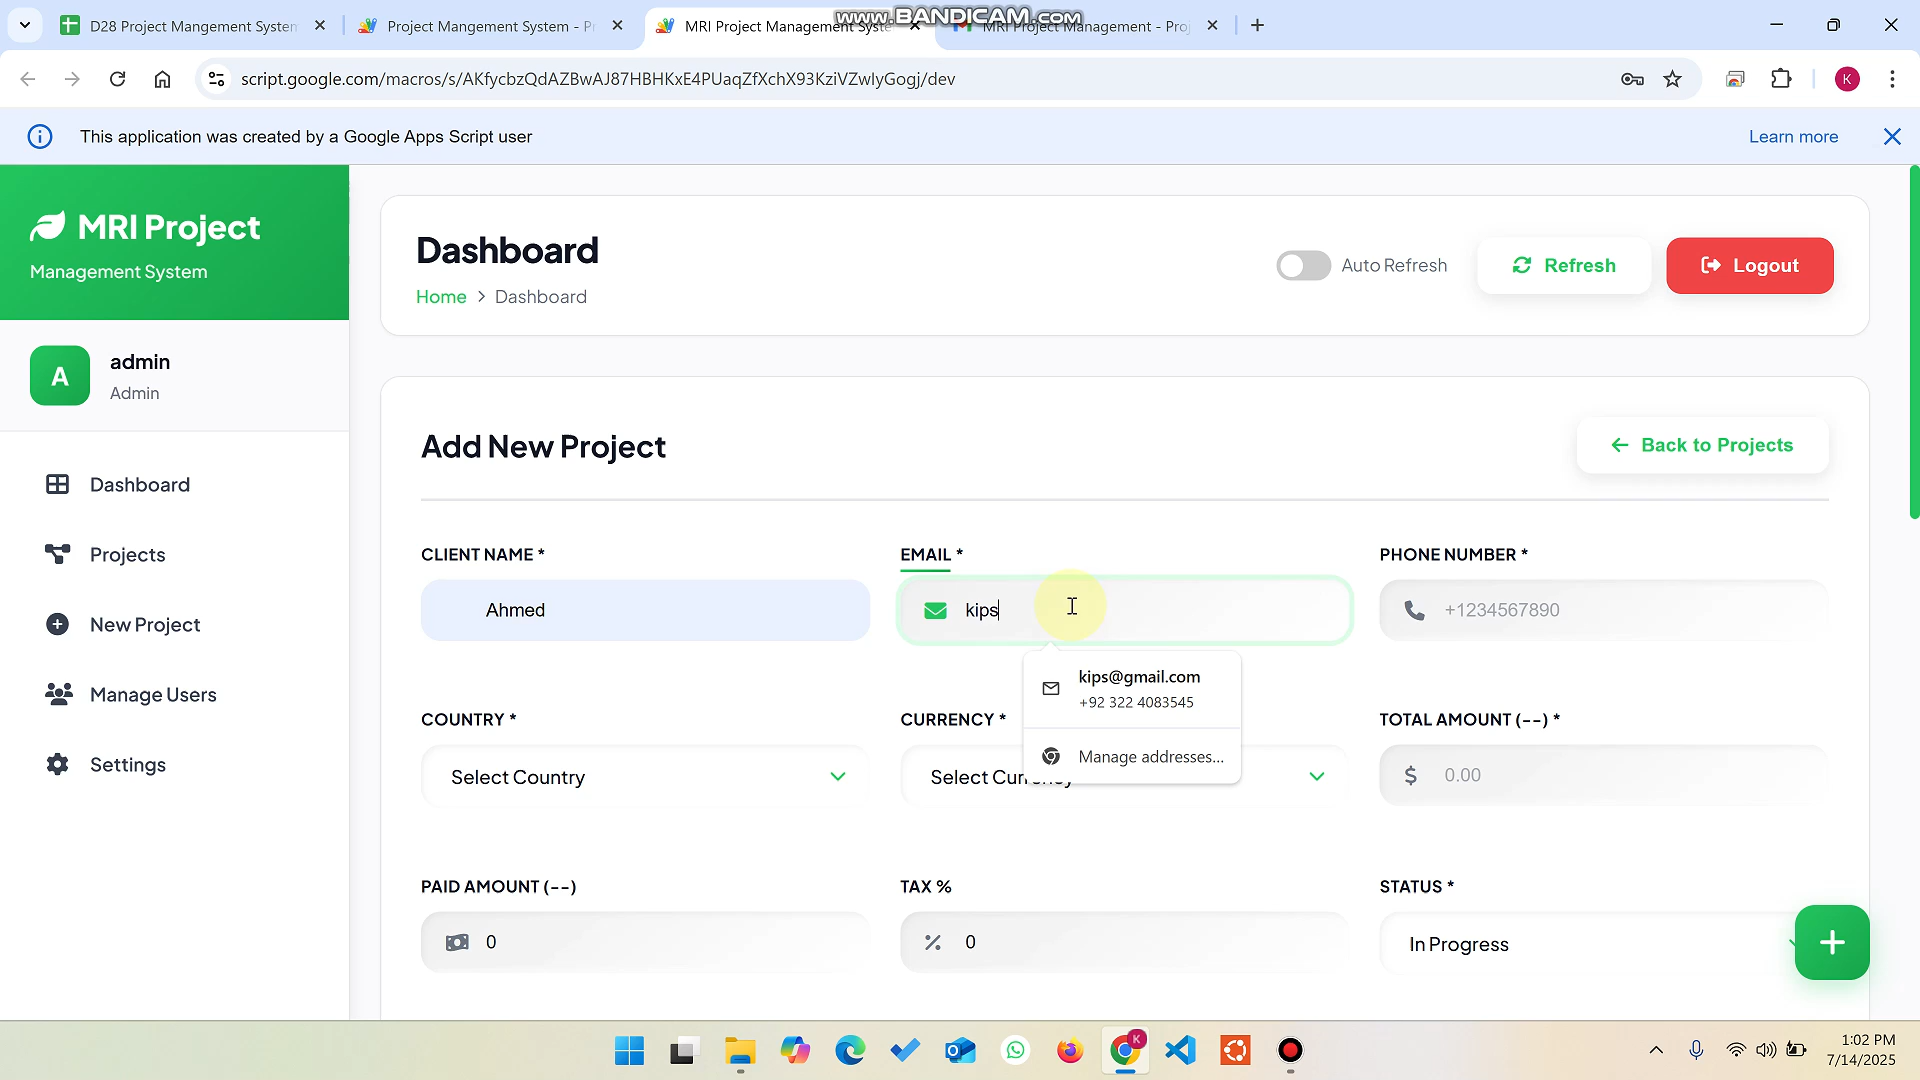 www.BANDICAM.com
D28 Project Mangement System
Project Mangement System - P
MRI Project Management Syste
MRI Project Management - Proj
script.google.com/macros/s/AKfycbzQdAZBwAJ87HBHKxE4PUaqZfXchX93KziVZwIyGogj/dev
K
This application was created by a Google Apps Script user
Learn more
MRI Project
Management System
A
admin
Admin
Dashboard
Projects
New Project
Manage Users
Settings
Dashboard
Home > Dashboard
Auto Refresh
Refresh
Logout
Add New Project
Back to Projects
CLIENT NAME *
EMAIL *
PHONE NUMBER *
Ahmed
kips
+1234567890
kips@gmail.com
+92 322 4083545
Manage addresses...
COUNTRY *
CURRENCY *
TOTAL AMOUNT (--) *
Select Country
Select Currency
$ 0.00
PAID AMOUNT (--)
TAX %
STATUS *
0
% 0
In Progress
+
K
1:02 PM
7/14/2025